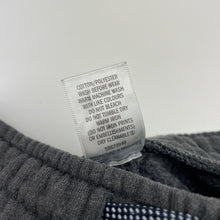 COTTON/POLYESTER
WASH BEFORE WEAR
WARM MACHINE WASH
WITH LIKE COLOURS
DO NOT BLEACH
DO NOT TUMBLE DRY
WARM IRON
(DO NOT IRON PRINTS
OR EMBELLISHMENTS)
DRY CLEANABLE